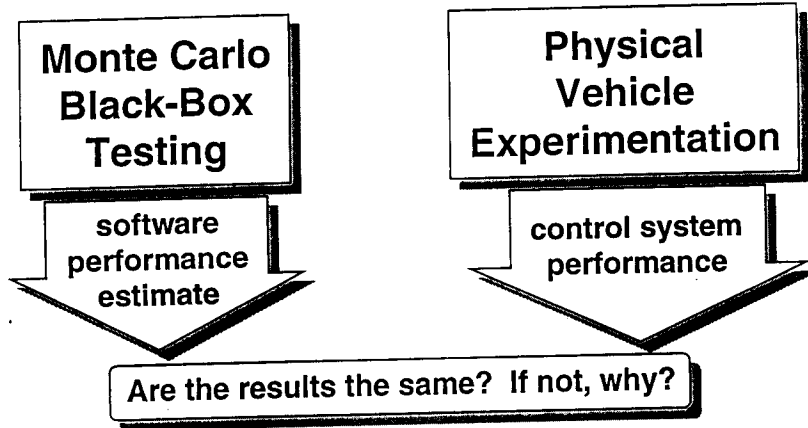 Monte Carlo
Black-Box
Testing
software
performance
estimate
Physical
Vehicle
Experimentation
control system
performance
Are the results the same? If not, why?